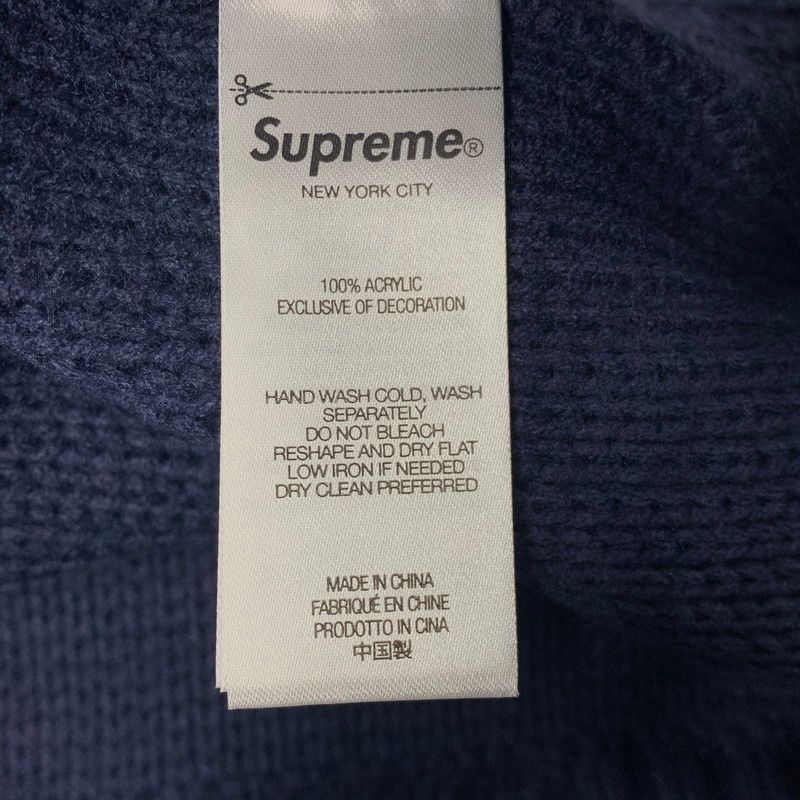 Supreme®
NEW YORK CITY
100% ACRYLIC
EXCLUSIVE OF DECORATION
HAND WASH COLD, WASH
SEPARATELY
DO NOT BLEACH
RESHAPE AND DRY FLAT
LOW IRON IF NEEDED
DRY CLEAN PREFERRED
MADE IN CHINA
FABRIQUÉ EN CHINE
PRODOTTO IN CINA
中国製